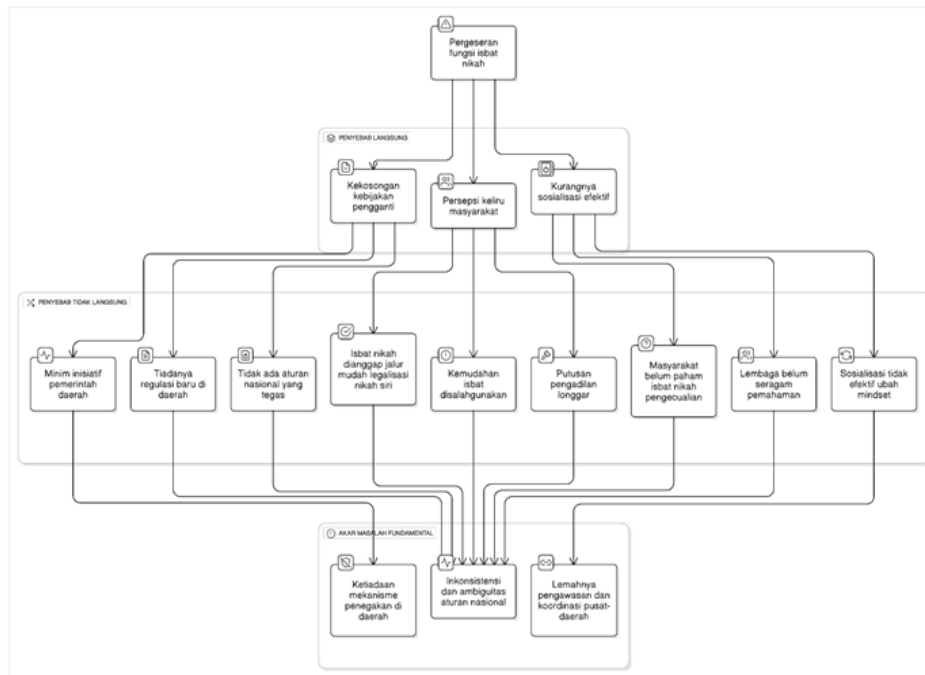 Pergeseran
fungsi isbat
nikah
PENYEBAB LANGSUNG
Kekosongan
kebijakan
pengganti
Persepsi keliru
masyarakat
Kurangnya
sosialisasi efektif
PENYEBAB TIDAK LANGSUNG
Minim inisiatif
pemerintah
daerah
Tiadanya
regulasi baru di
daerah
Tidak ada aturan
nasional yang
tegas
Isbat nikah
dianggap jalur
mudah legalisasi
nikah siri
Kemudahan
isbat
disalahgunakan
Putusan
pengadilan
longgar
Masyarakat
belum paham
isbat nikah
pengecualian
Lembaga belum
seragam
pemahaman
Sosialisasi tidak
efektif ubah
mindset
AKAR MASALAH FUNDAMENTAL
Ketiadaan
mekanisme
penegakan di
daerah
Inkonsistensi
dan ambiguitas
aturan nasional
Lemahnya
pengawasan dan
koordinasi pusat-
daerah